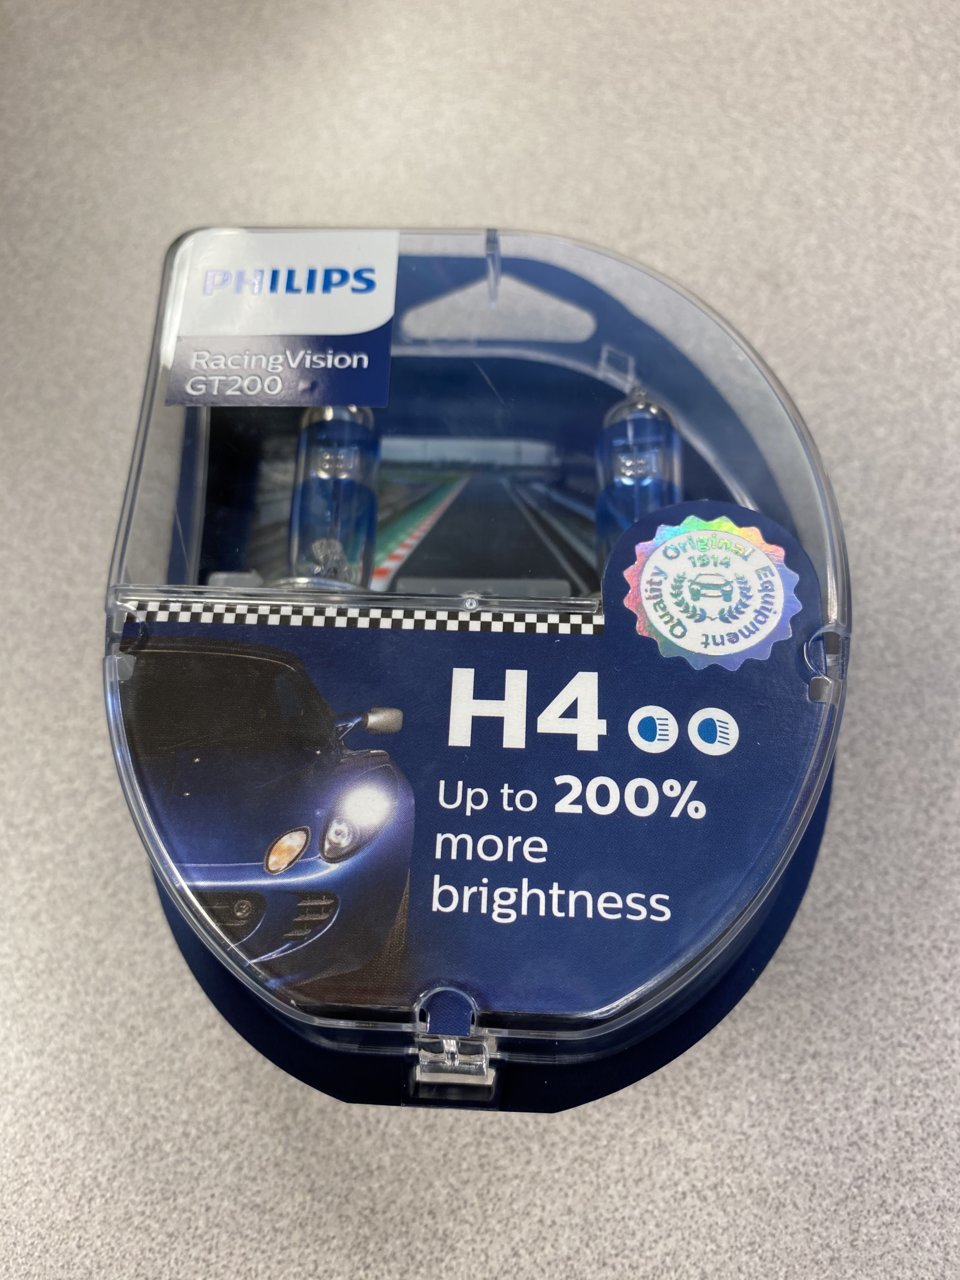 PHILIPS
RacingVision
GT200
Quality Original Equipment
1914
H4
Up to 200%
more
brightness